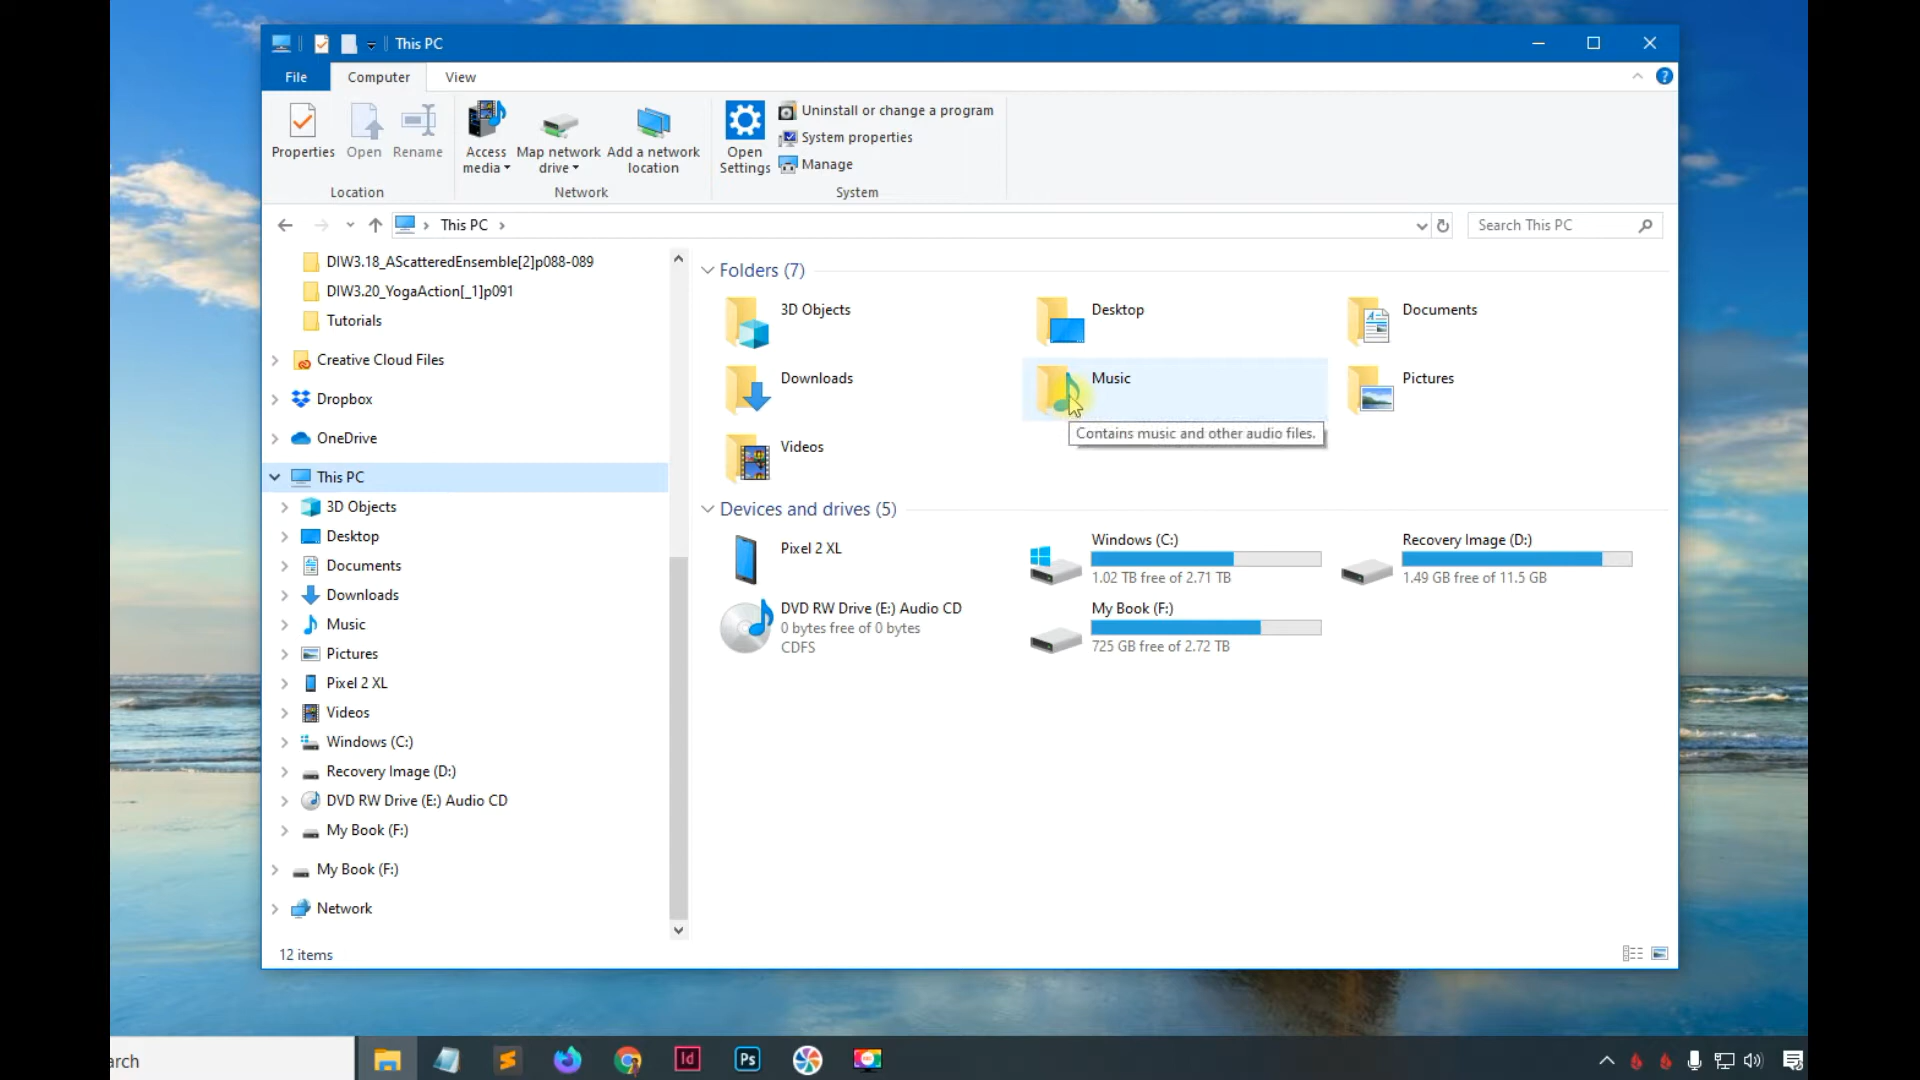 This PC
File
Computer
View
Properties
Open
Rename
Location
Access
media
Map network
drive
Add a network
location
Network
Open
Settings
Uninstall or change a program
System properties
Manage
System
This PC
Search This PC
DIW3.18_AScatteredEnsemble[2]p088-089
DIW3.20_YogaAction[_1]p091
Tutorials
Creative Cloud Files
Dropbox
OneDrive
This PC
3D Objects
Desktop
Documents
Downloads
Music
Pictures
Pixel 2 XL
Videos
Windows (C:)
Recovery Image (D:)
DVD RW Drive (E:) Audio CD
My Book (F:)
My Book (F:)
Network
Folders (7)
3D Objects
Desktop
Documents
Downloads
Music
Pictures
Contains music and other audio files.
Videos
Devices and drives (5)
Pixel 2 XL
Windows (C:)
1.02 TB free of 2.71 TB
Recovery Image (D:)
1.49 GB free of 11.5 GB
DVD RW Drive (E:) Audio CD
0 bytes free of 0 bytes
CDFS
My Book (F:)
725 GB free of 2.72 TB
12 items
arch
Id
Ps